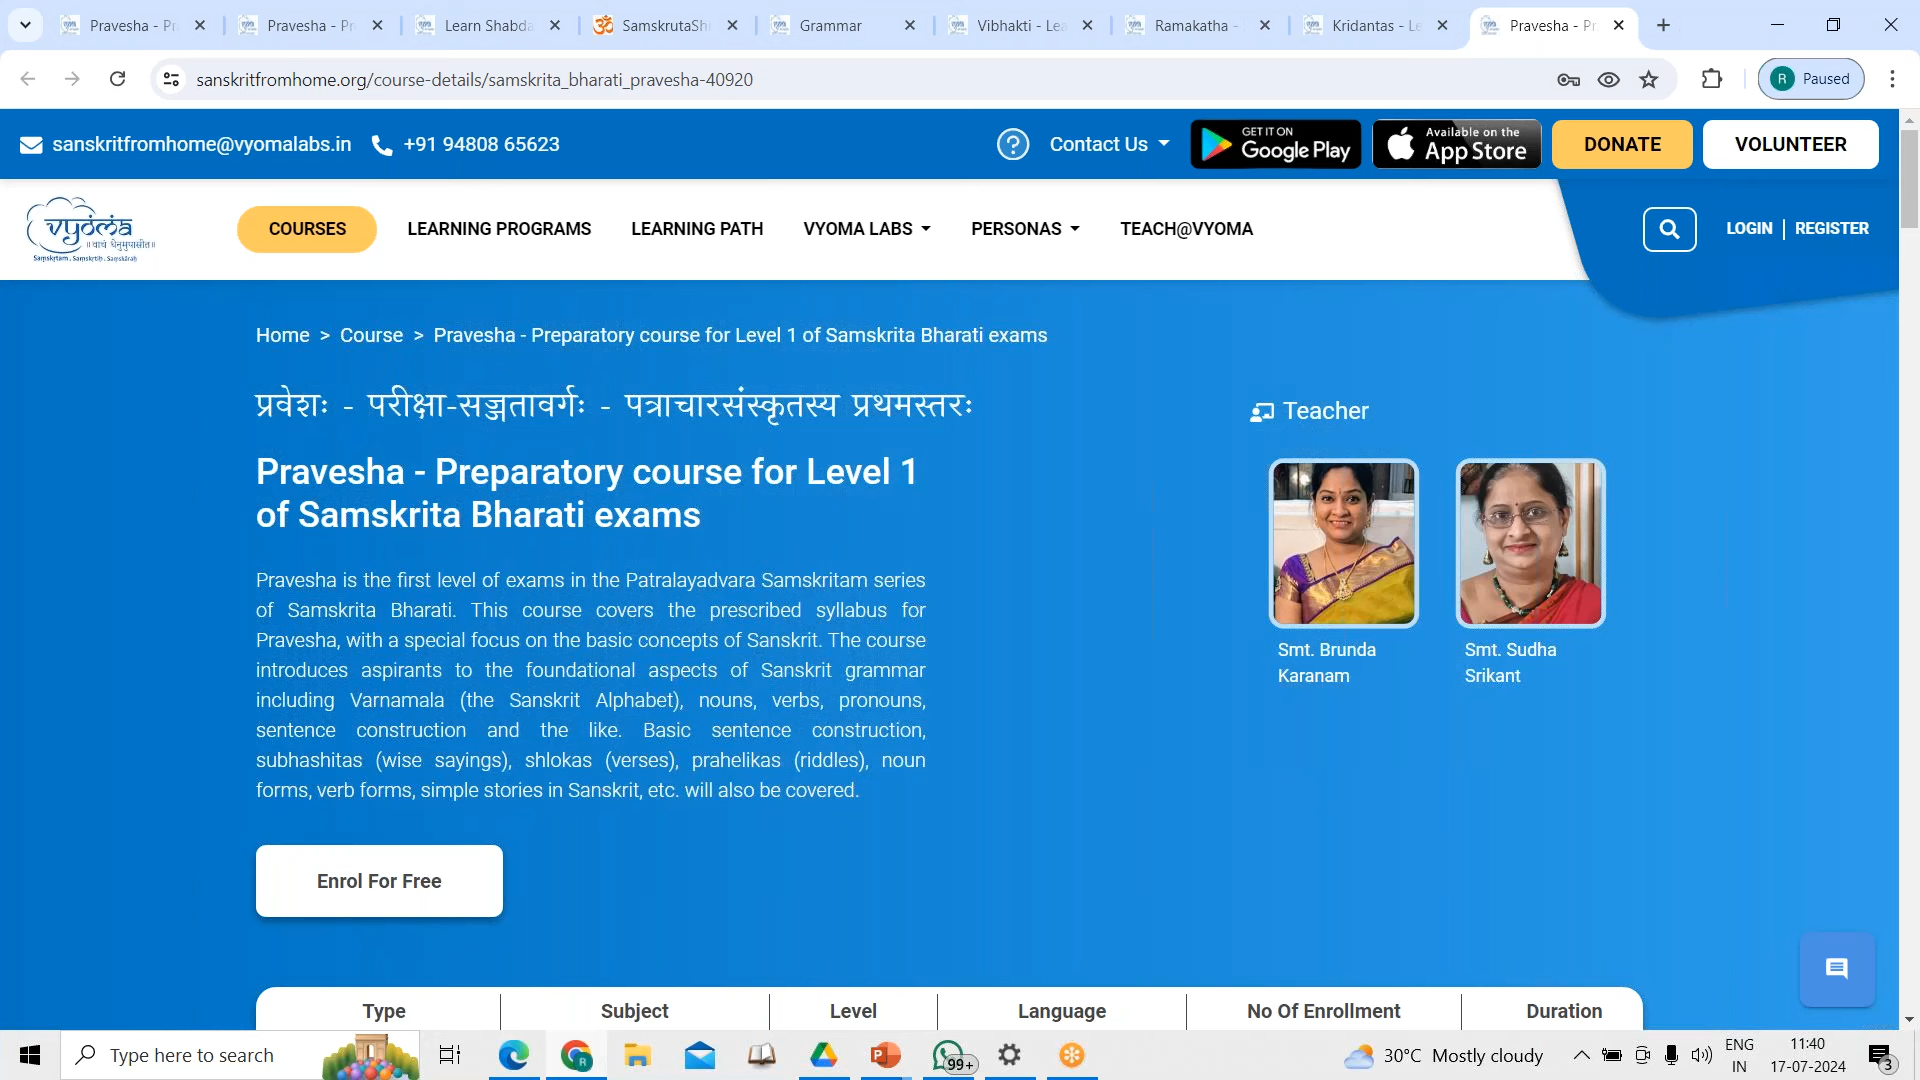 Pravesha - Pr
Pravesha - Pr
Learn Shabda
SamskrutaShr
Grammar
Vibhakti - Lea
Ramakatha -
Kridantas - Le
Pravesha - Pr
sanskritfromhome.org/course-details/samskrita_bharati_pravesha-40920
R Paused
sanskritfromhome@vyomalabs.in +91 94808 65623
? Contact Us
GET IT ON
Google Play
Available on the
App Store
DONATE
VOLUNTEER
vyoma
॥ वाचं धेनुमुपासीत॥
Samskrtam . Samskrtih . Samskārāh
COURSES
LEARNING PROGRAMS
LEARNING PATH
VYOMA LABS
PERSONAS
TEACH@VYOMA
LOGIN | REGISTER
Home > Course > Pravesha - Preparatory course for Level 1 of Samskrita Bharati exams
प्रवेशः - परीक्षा-सज्जतावर्गः - पत्राचारसंस्कृतस्य प्रथमस्तरः
Pravesha - Preparatory course for Level 1
of Samskrita Bharati exams
Pravesha is the first level of exams in the Patralayadvara Samskritam series
of Samskrita Bharati. This course covers the prescribed syllabus for
Pravesha, with a special focus on the basic concepts of Sanskrit. The course
introduces aspirants to the foundational aspects of Sanskrit grammar
including Varnamala (the Sanskrit Alphabet), nouns, verbs, pronouns,
sentence construction and the like. Basic sentence construction,
subhashitas (wise sayings), shlokas (verses), prahelikas (riddles), noun
forms, verb forms, simple stories in Sanskrit, etc. will also be covered.
Enrol For Free
Teacher
Smt. Brunda
Karanam
Smt. Sudha
Srikant
Type Subject Level Language No Of Enrollment Duration
Type here to search
99+
30°C Mostly cloudy
ENG
IN
11:40
17-07-2024
3